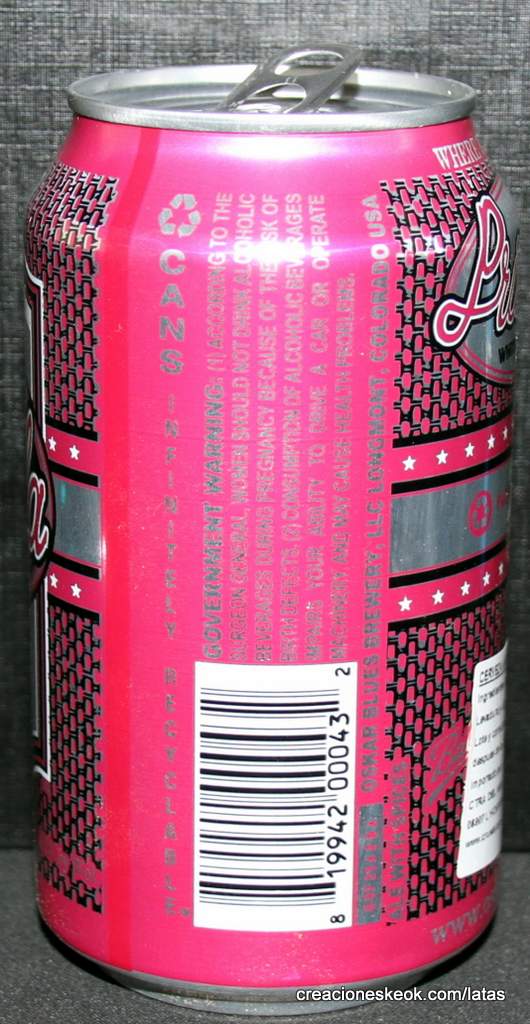 CANS INFINITELY RECYCLABLE
GOVERNMENT WARNING: (1) ACCORDING TO THE
SURGEON GENERAL, WOMEN SHOULD NOT DRINK ALCOHOLIC
BEVERAGES DURING PREGNANCY BECAUSE OF THE RISK OF
BIRTH DEFECTS. (2) CONSUMPTION OF ALCOHOLIC BEVERAGES
IMPAIRS YOUR ABILITY TO DRIVE A CAR OR OPERATE
MACHINERY AND MAY CAUSE HEALTH PROBLEMS.
8 19942 00043 2
OSKAR BLUES BREWERY, LLC LONGMONT, COLORADO USA
ALE WITH SPICES
www.
creacioneskeok.com/latas